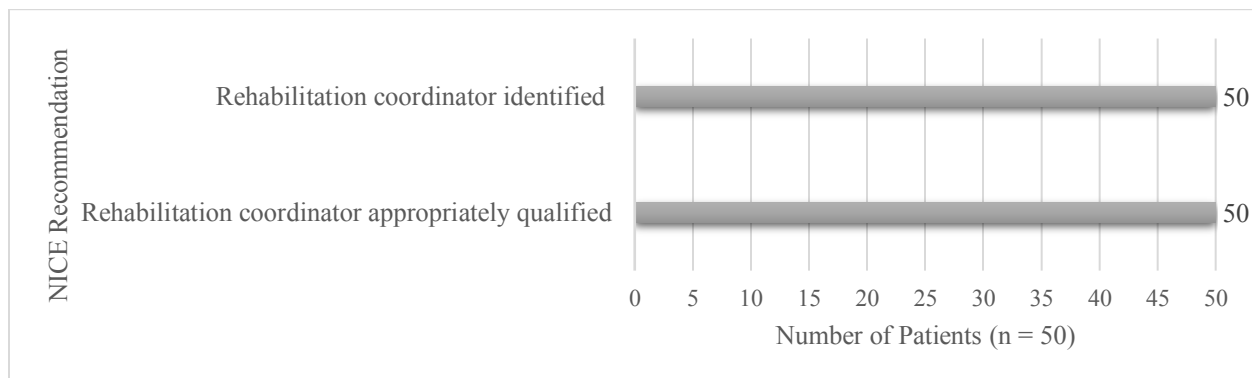 NICE Recommendation
Rehabilitation coordinator identified
50
Rehabilitation coordinator appropriately qualified
50
0 5 10 15 20 25 30 35 40 45 50
Number of Patients (n = 50)